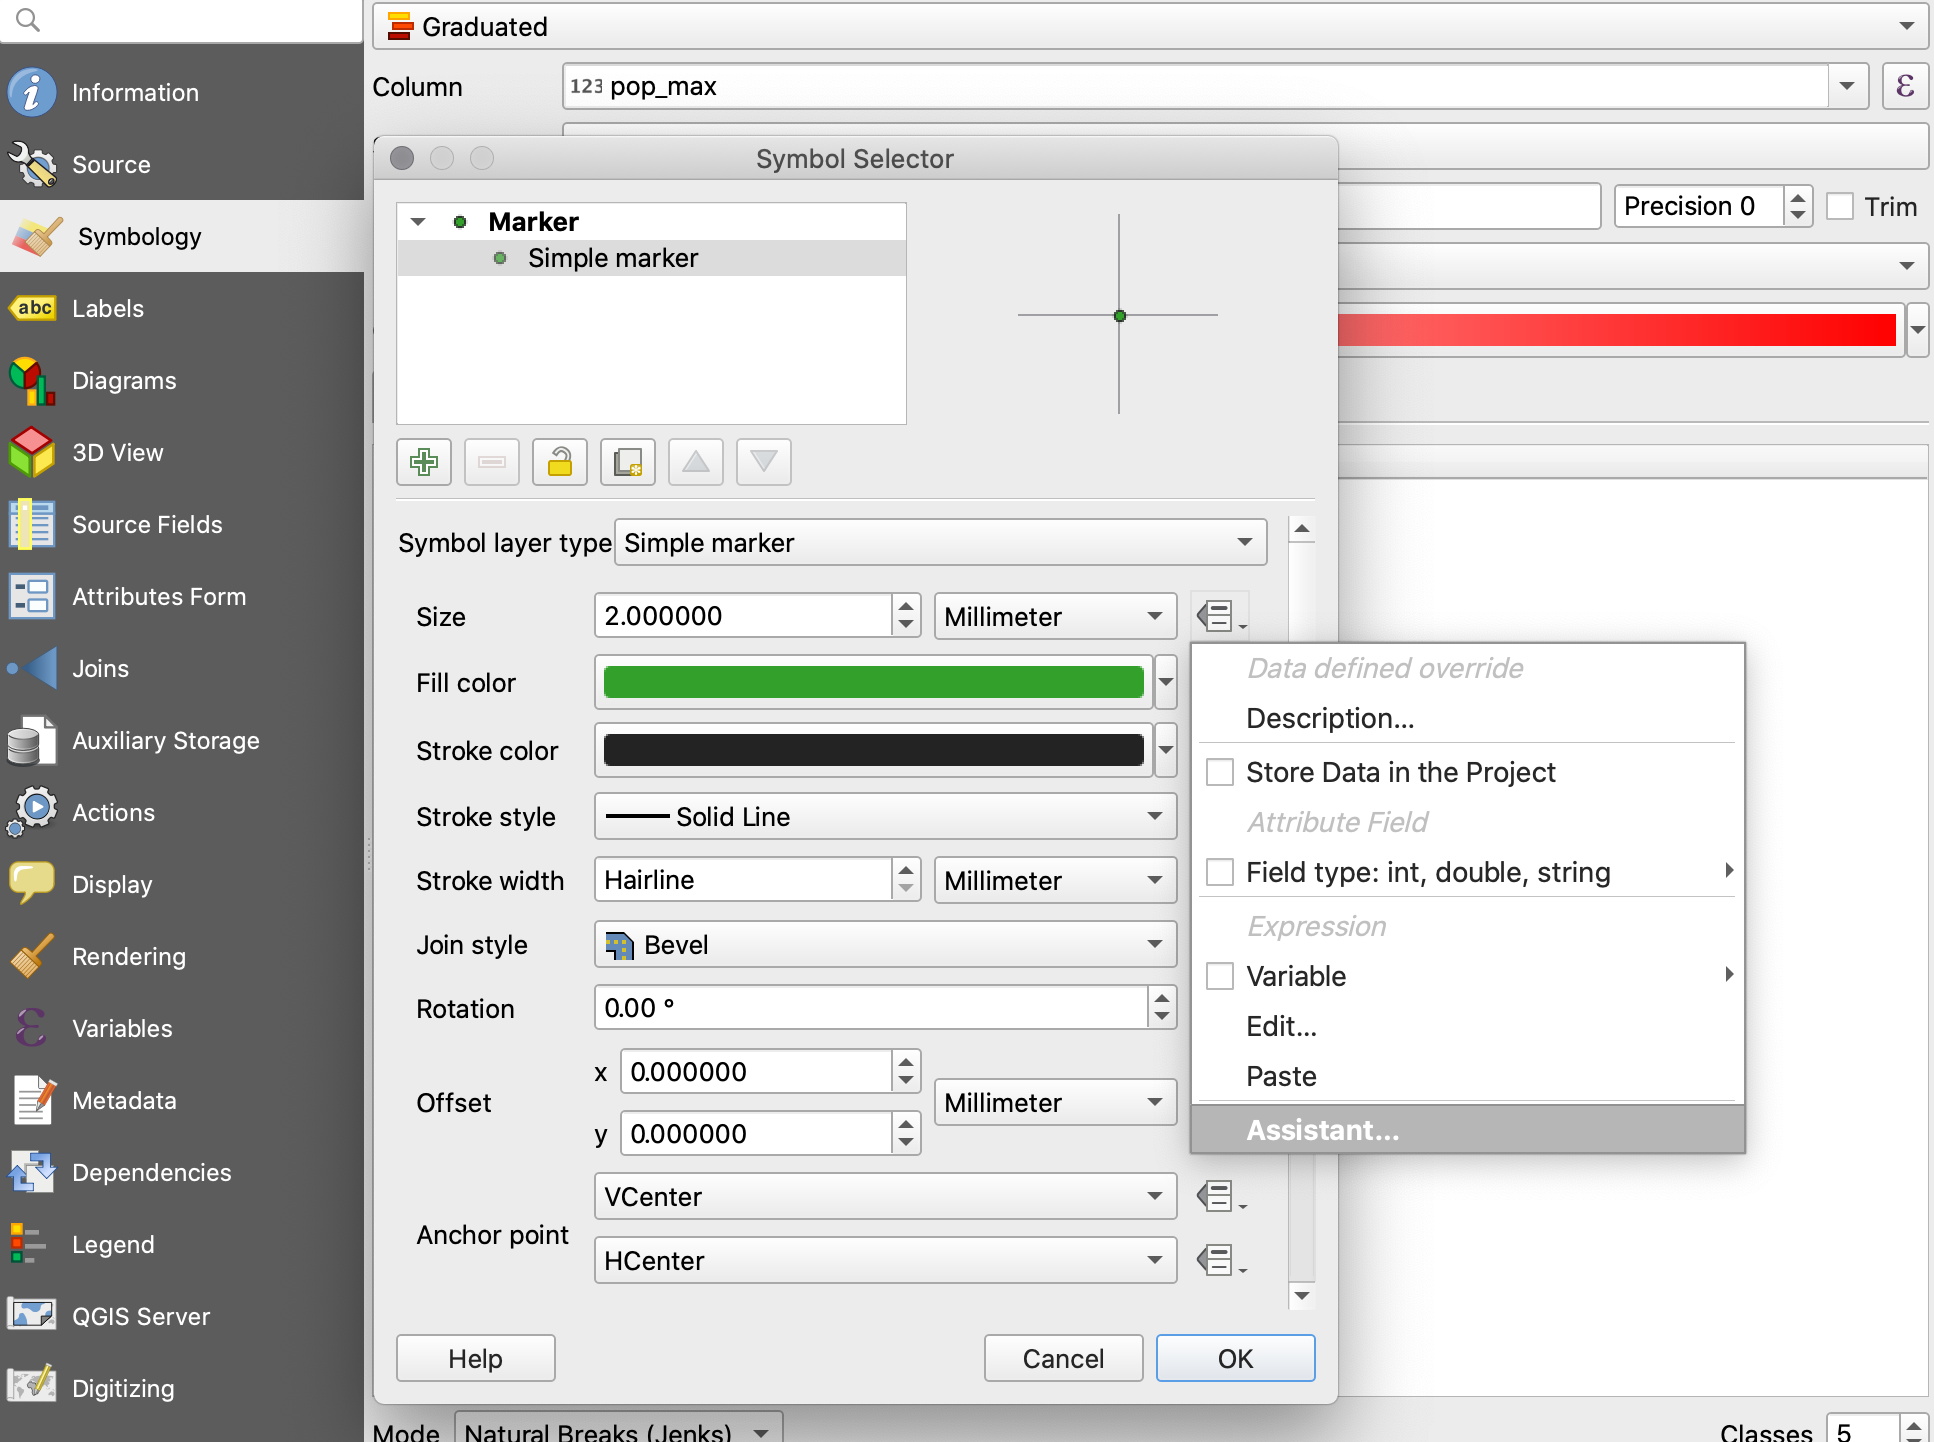 Graduated
Column
123 pop_max
ε
Information
Source
Symbology
abc Labels
Diagrams
3D View
Source Fields
Attributes Form
Joins
Auxiliary Storage
Actions
Display
Rendering
ε Variables
Metadata
Dependencies
Legend
QGIS Server
Digitizing
Symbol Selector
Precision 0
Trim
Marker
Simple marker
Symbol layer type
Simple marker
Size
2.000000
Millimeter
Fill color
Stroke color
Stroke style
Solid Line
Stroke width
Hairline
Millimeter
Join style
Bevel
Rotation
0.00 °
Offset
x
0.000000
y
0.000000
Millimeter
Anchor point
VCenter
HCenter
Help
Cancel
OK
Data defined override
Description...
Store Data in the Project
Attribute Field
Field type: int, double, string
Expression
Variable
Edit...
Paste
Assistant...
Mode
Natural Breaks (Jenks)
Classes
5